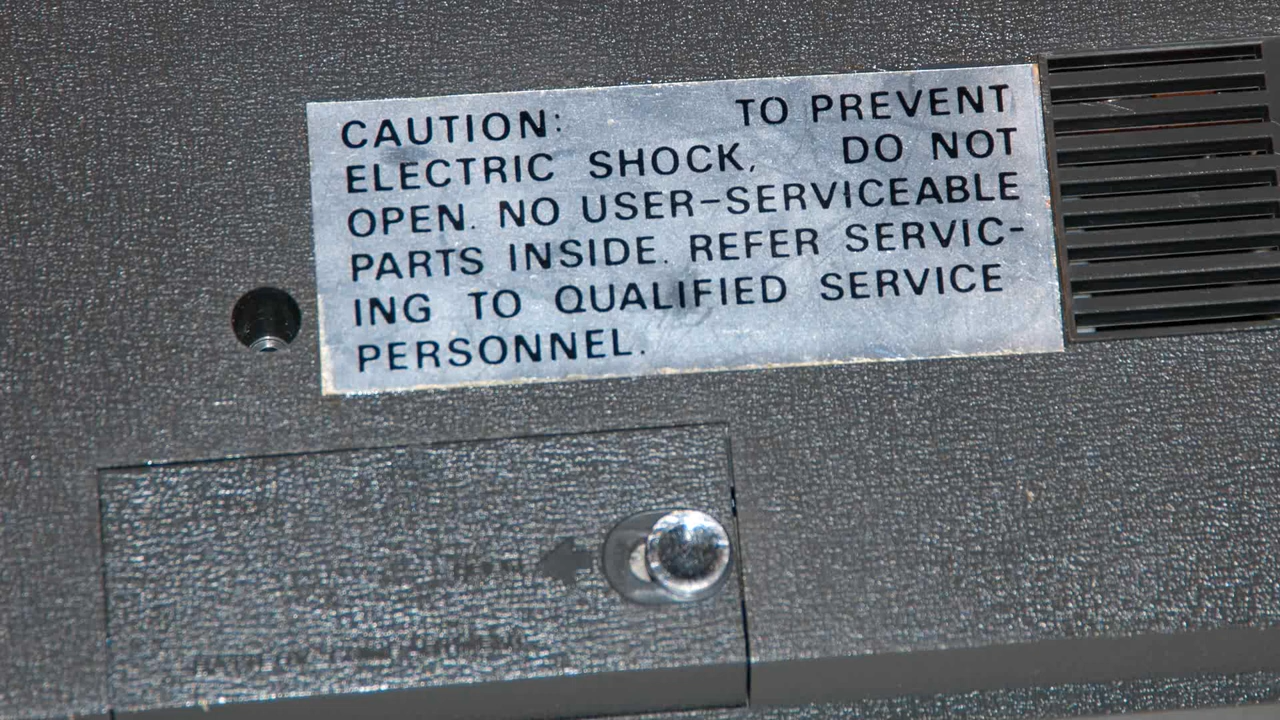 CAUTION: TO PREVENT
ELECTRIC SHOCK, DO NOT
OPEN. NO USER-SERVICEABLE
PARTS INSIDE. REFER SERVIC-
ING TO QUALIFIED SERVICE
PERSONNEL.